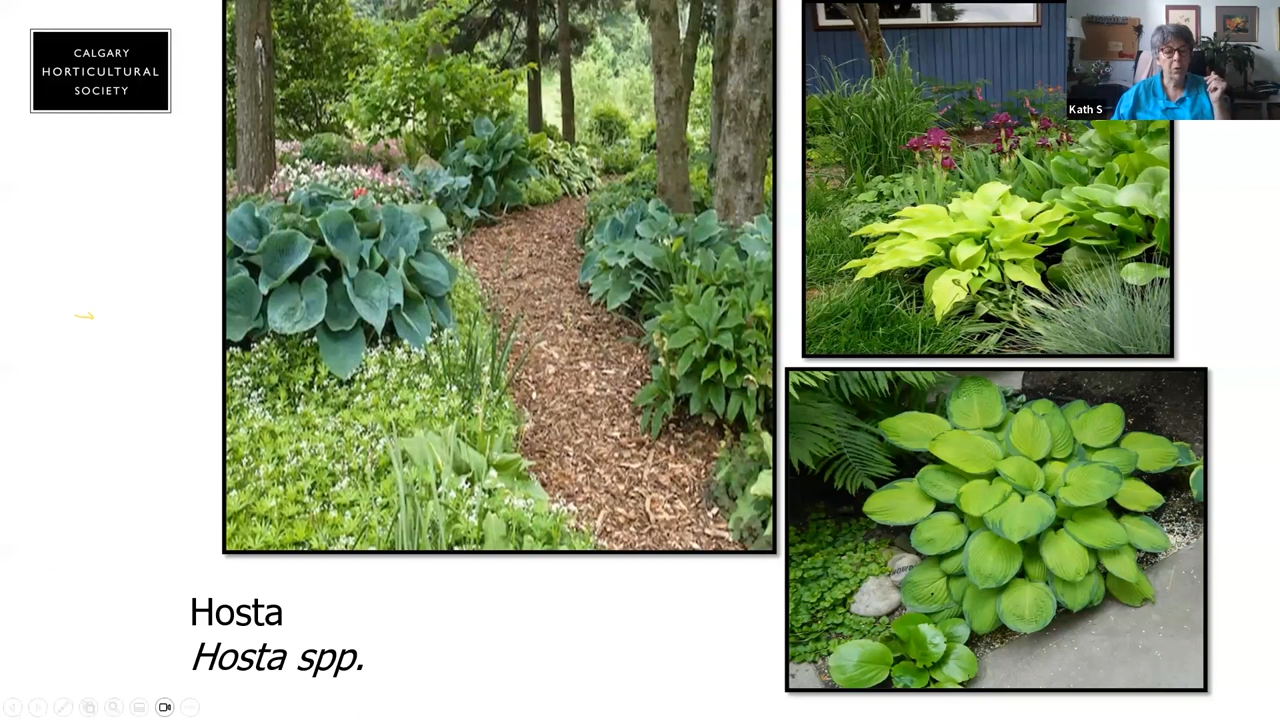 CALGARY
HORTICULTURAL
SOCIETY
Kath S
Hosta
Hosta spp.